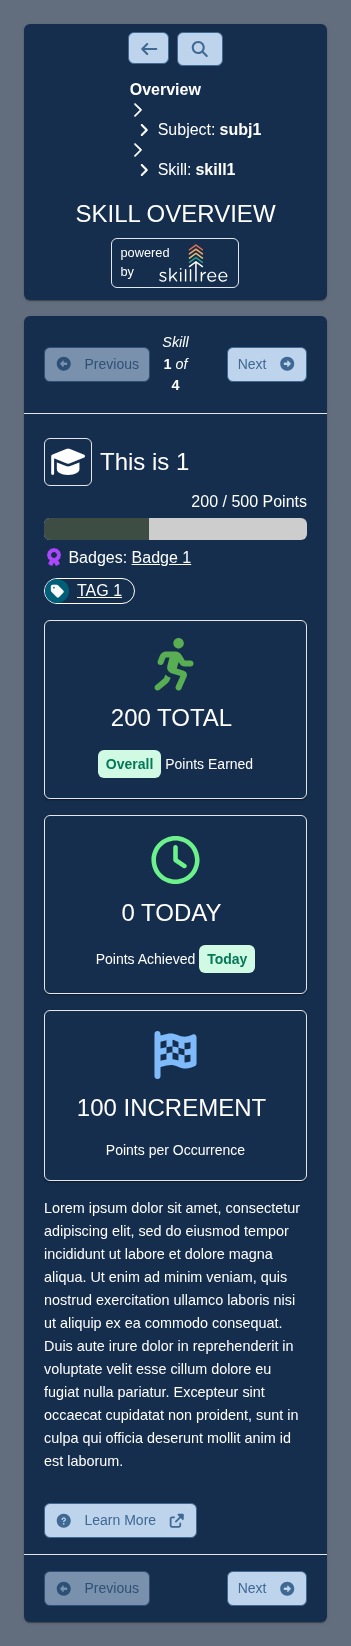 Overview
Subject: subj1
Skill: skill1
SKILL OVERVIEW
powered
by
skilltree
Skill
Previous
1 of
Next
4
This is 1
200 / 500 Points
Badges: Badge 1
TAG 1
200 TOTAL
Overall Points Earned
0 TODAY
Points Achieved Today
100 INCREMENT
Points per Occurrence
Lorem ipsum dolor sit amet, consectetur
adipiscing elit, sed do eiusmod tempor
incididunt ut labore et dolore magna
aliqua. Ut enim ad minim veniam, quis
nostrud exercitation ullamco laboris nisi
ut aliquip ex ea commodo consequat.
Duis aute irure dolor in reprehenderit in
voluptate velit esse cillum dolore eu
fugiat nulla pariatur. Excepteur sint
occaecat cupidatat non proident, sunt in
culpa qui officia deserunt mollit anim id
est laborum.
Learn More
Previous
Next